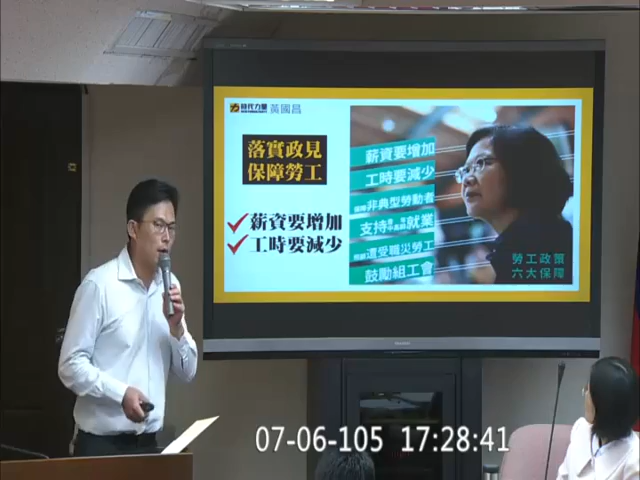 時代力量 黃國昌
落實政見
保障勞工
薪資要增加
工時要減少
薪資要增加
工時要減少
非典型勞動者
支持 就業
遭受職災勞工
鼓勵組工會
勞工政策
六大保障
07-06-105 17:28:41